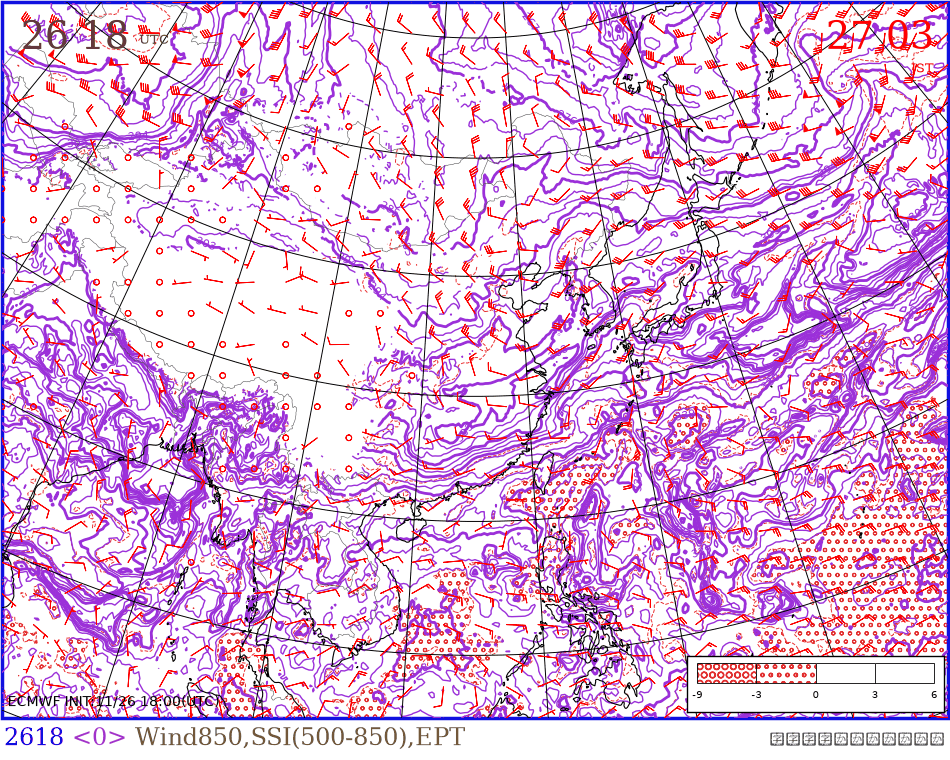 26 18 UTC
27.03
JST
ECMWF INIT.11/26 18:00(UTC)
-9 -3 0 3 6
2618 <0> Wind850,SSI(500-850),EPT